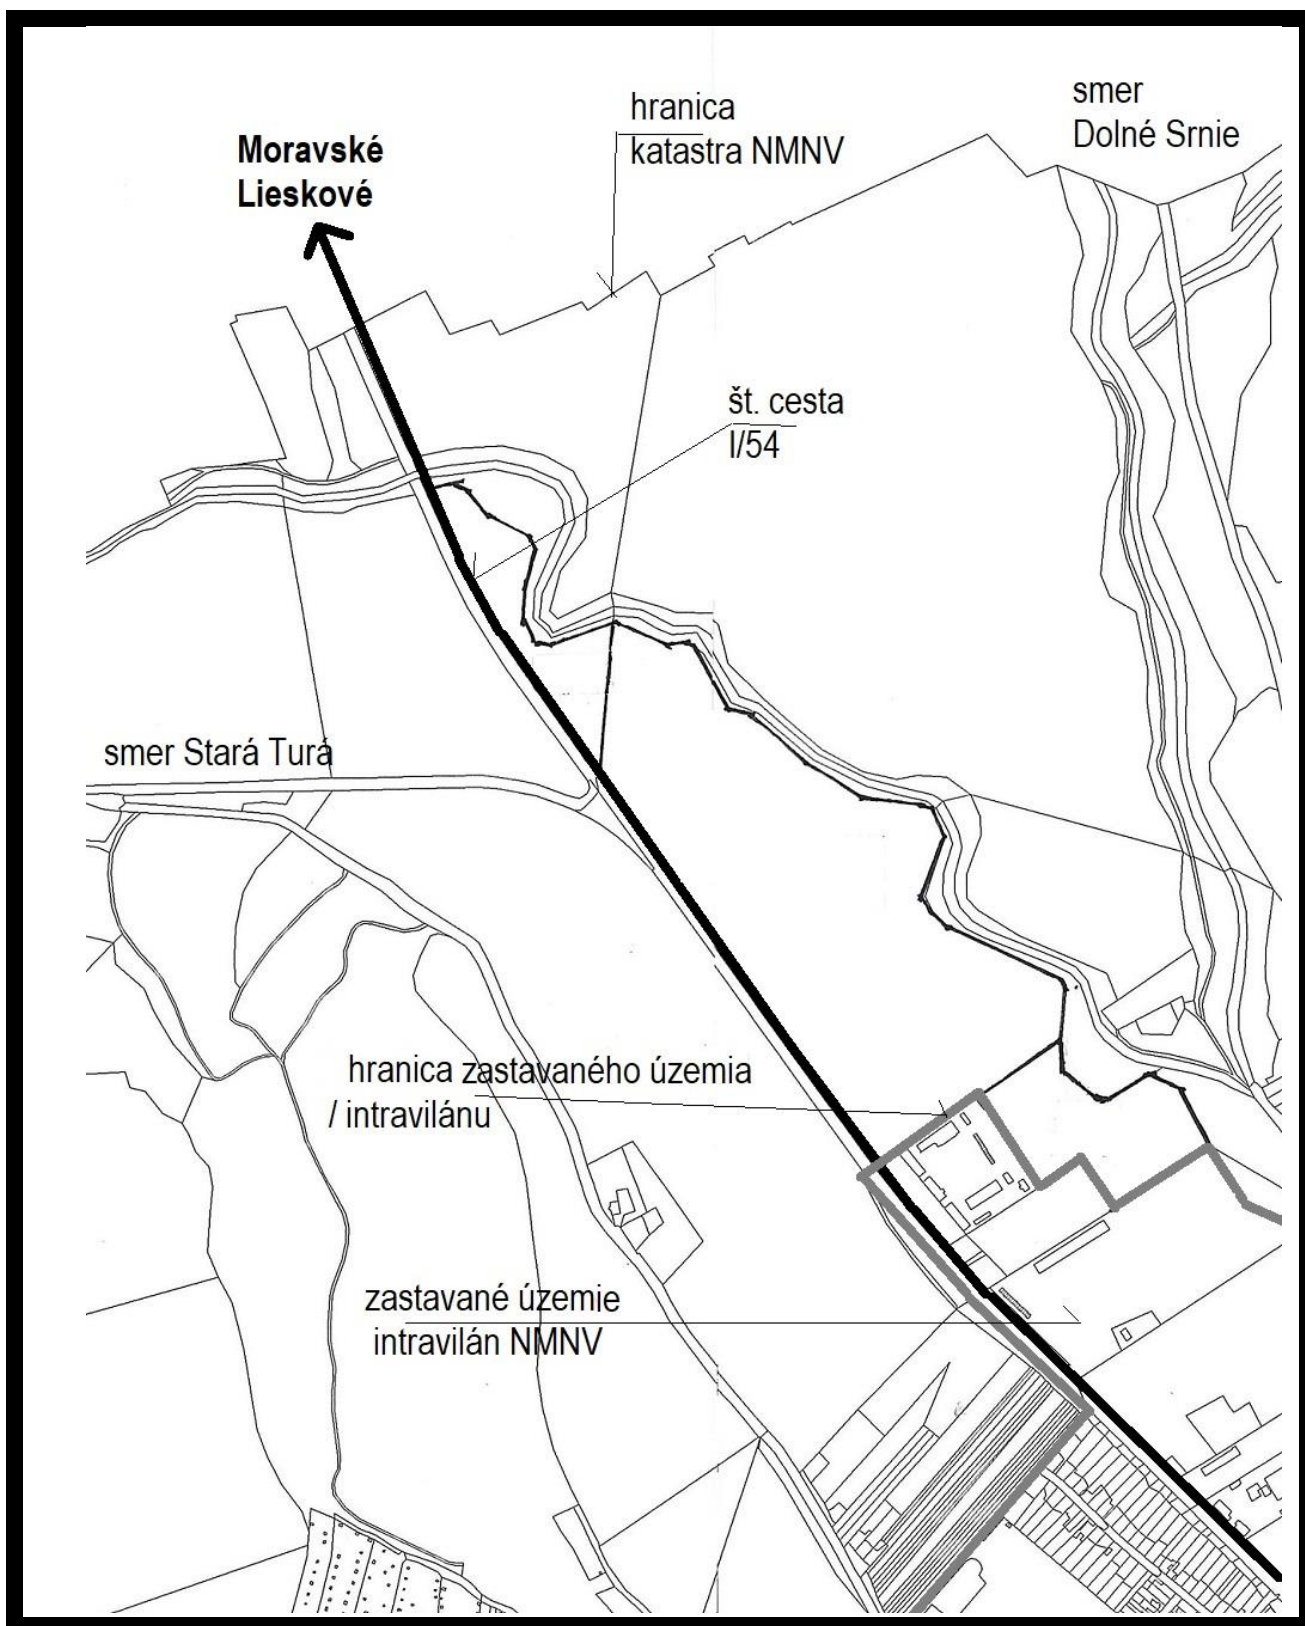 hranica
katastra NMNV
smer
Dolné Srnie
Moravské
Lieskové
št. cesta
I/54
smer Stará Turá
hranica zastavaného územia
/ intravilánu
zastavané územie
intravilán NMNV